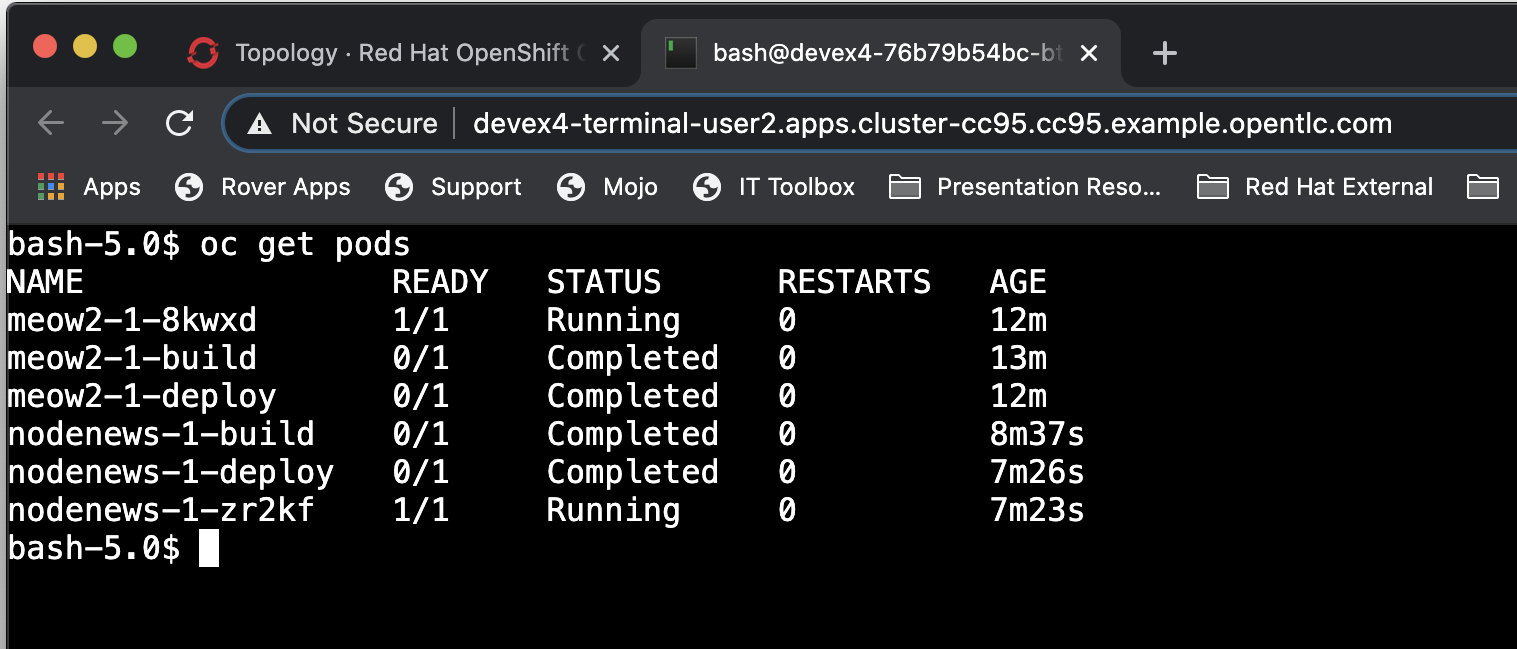 Topology · Red Hat OpenShift
bash@devex4-76b79b54bc-bt
Not Secure devex4-terminal-user2.apps.cluster-cc95.cc95.example.opentlc.com
Apps Rover Apps Support Mojo IT Toolbox Presentation Reso... Red Hat External
bash-5.0$ oc get pods
NAME READY STATUS RESTARTS AGE
meow2-1-8kwxd 1/1 Running 0 12m
meow2-1-build 0/1 Completed 0 13m
meow2-1-deploy 0/1 Completed 0 12m
nodenews-1-build 0/1 Completed 0 8m37s
nodenews-1-deploy 0/1 Completed 0 7m26s
nodenews-1-zr2kf 1/1 Running 0 7m23s
bash-5.0$